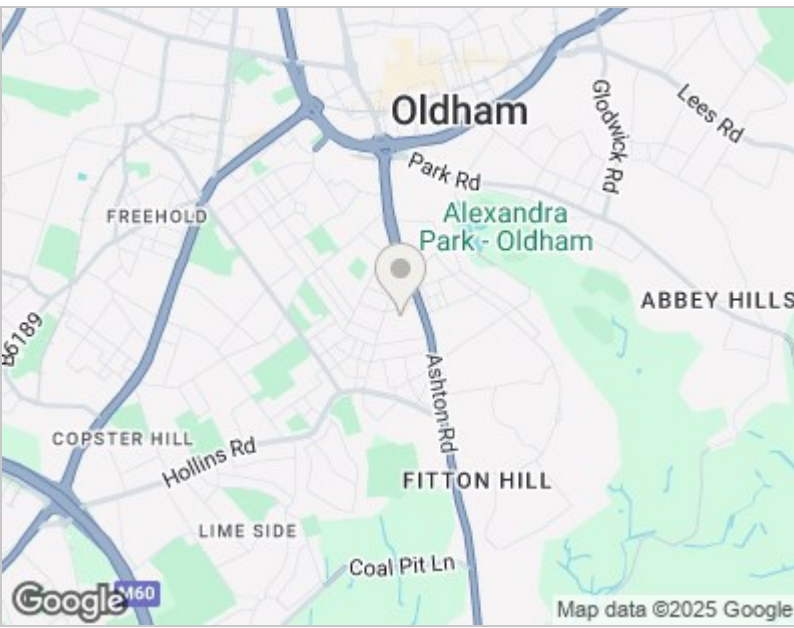 Oldham
Glodwick Rd
Lees Rd
Park Rd
FREEHOLD
Alexandra
Park - Oldham
ABBEY HILLS
B6189
Ashton Rd
COPSTER HILL
Hollins Rd
FITTON HILL
LIME SIDE
Coal Pit Ln
Google
M60
Map data ©2025 Google